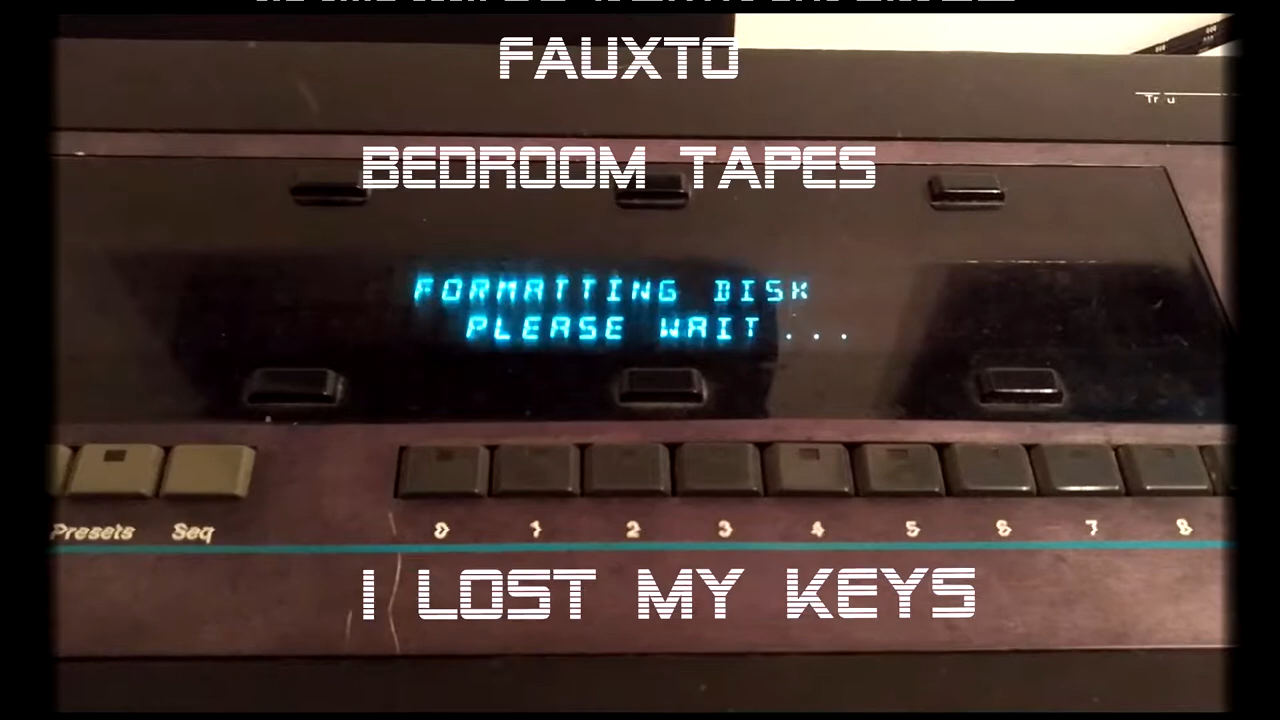 FAUXTO
Tr u
BEDROOM TAPES
FORMATTING DISK
PLEASE WAIT...
Presets Seq 0 1 2 3 4 5 6 7 8
I LOST MY KEYS